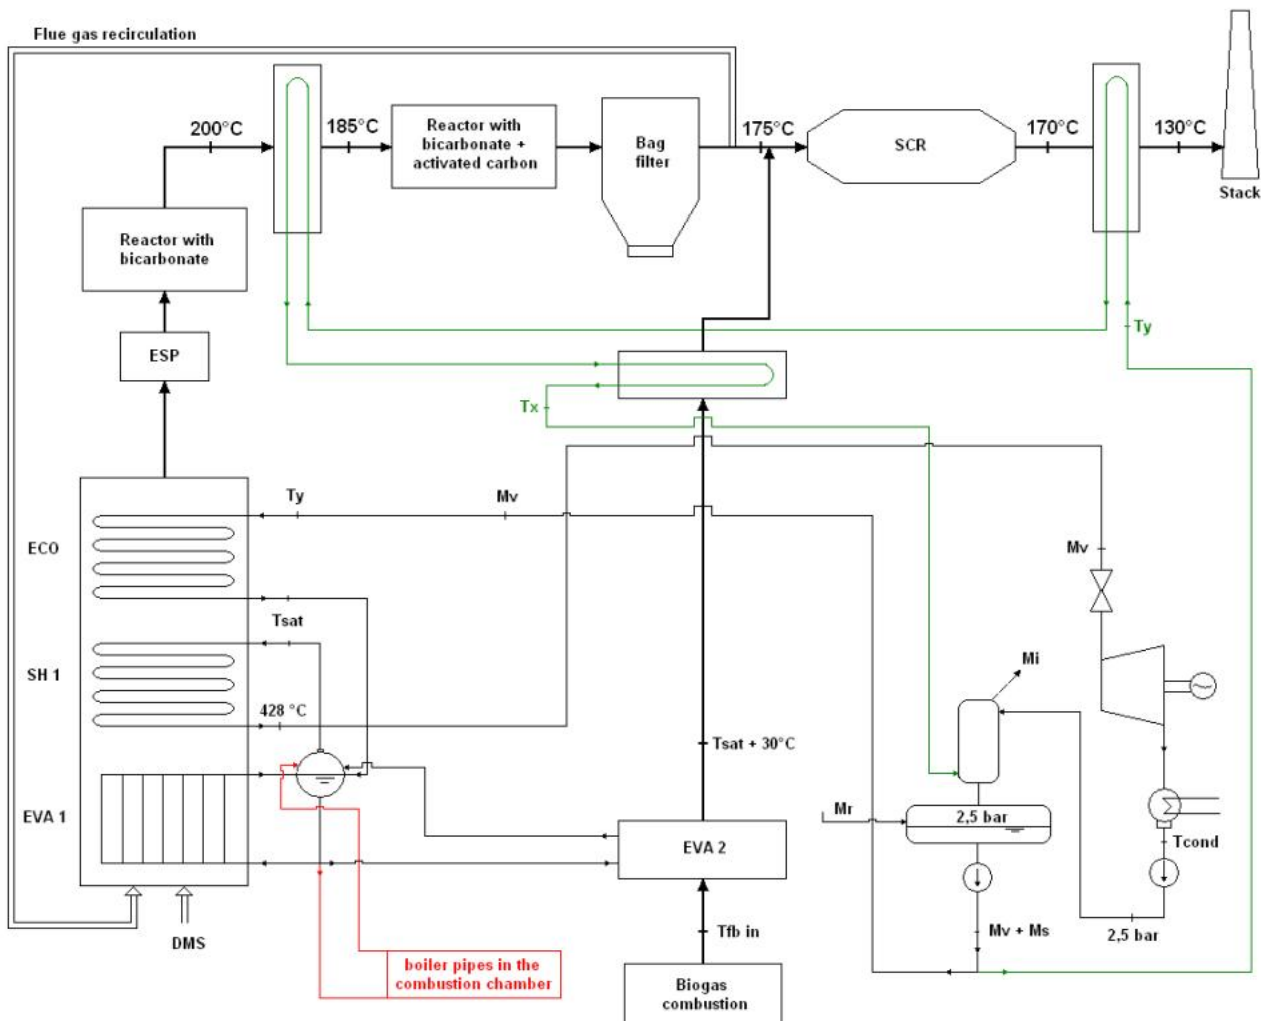 Flue gas recirculation
200°C
185°C
Reactor with
bicarbonate +
activated carbon
Bag
filter
175°C
SCR
170°C
130°C
Stack
Reactor with
bicarbonate
ESP
Ty
Tx
Ty
Mv
ECO
Mv
Tsat
SH 1
Mi
428 °C
Tsat + 30°C
EVA 1
Mr
2,5 bar
EVA 2
Tcond
Tfb in
Mv + Ms
2,5 bar
DMS
boiler pipes in the
combustion chamber
Biogas
combustion